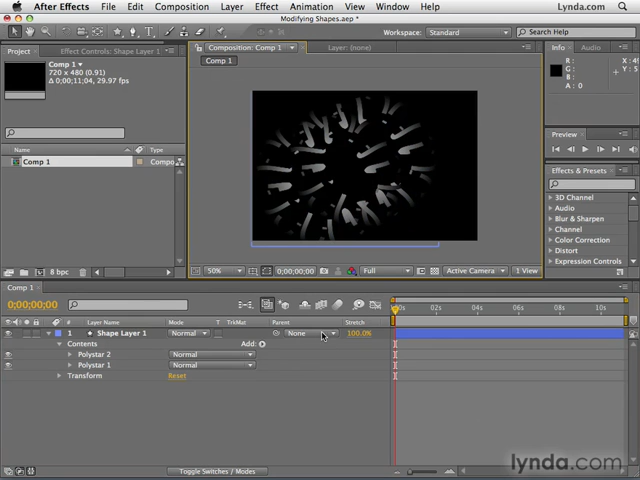 After Effects File Edit Composition Layer Effect Animation View Window Lynda.com
Modifying Shapes.aep *
Workspace: Standard Search Help
Project Effect Controls: Shape Layer 1 Composition: Comp 1 Layer: (none) Info Audio
Comp 1
Comp 1
720 x 480 (0.91)
Δ 0;00;11;04, 29.97 fps
R :
G :
B :
A : 0
Name Type
Comp 1
Preview
Effects & Presets
3D Channel
Audio
Blur & Sharpen
Channel
Color Correction
Distort
Expression Controls
8 bpc 50% 0;00;00;00 Full Active Camera 1 View
Comp 1
0;00;00;00
02s 04s 06s 08s 10s
# Layer Name Mode T TrkMat Parent Stretch
1 Shape Layer 1 Normal None 100.0%
Contents Add:
Polystar 2 Normal
Polystar 1 Normal
Transform Reset
Toggle Switches / Modes
lynda.com